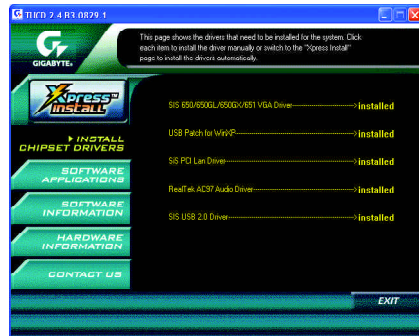 TUCD 2.4 B3.0829.1
GIGABYTE
This page shows the drivers that need to be installed for the system. Click
each item to install the driver manually or switch to the "Xpress Install"
page to install the drivers automatically.
Xpress
INSTALL
INSTALL
CHIPSET DRIVERS
SOFTWARE
APPLICATIONS
SOFTWARE
INFORMATION
HARDWARE
INFORMATION
CONTACT US
SIS 650/650GL/650GX/651 VGA Driver installed
USB Patch for WinXP installed
SiS PCI Lan Driver installed
RealTek AC97 Audio Driver installed
SIS USB 2.0 Driver installed
EXIT